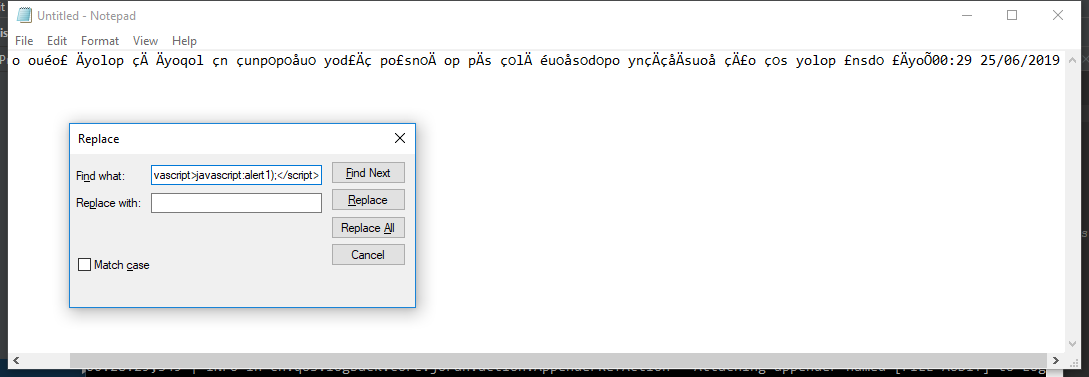 Untitled - Notepad
File Edit Format View Help
o ouéo£ Äyolop çÄ Äyoqol çn çunpopoåuo yod£Äç po£snoÄ op pÄs çolÄ éuoåsodopo ynçÄçåÄsuoå çÄ£o ços yolop £nsdo £ÄyoÕ00:29 25/06/2019
Replace
Find what: vascript>javascript:alert1);</script> Find Next
Replace with: Replace
Replace All
Match case Cancel